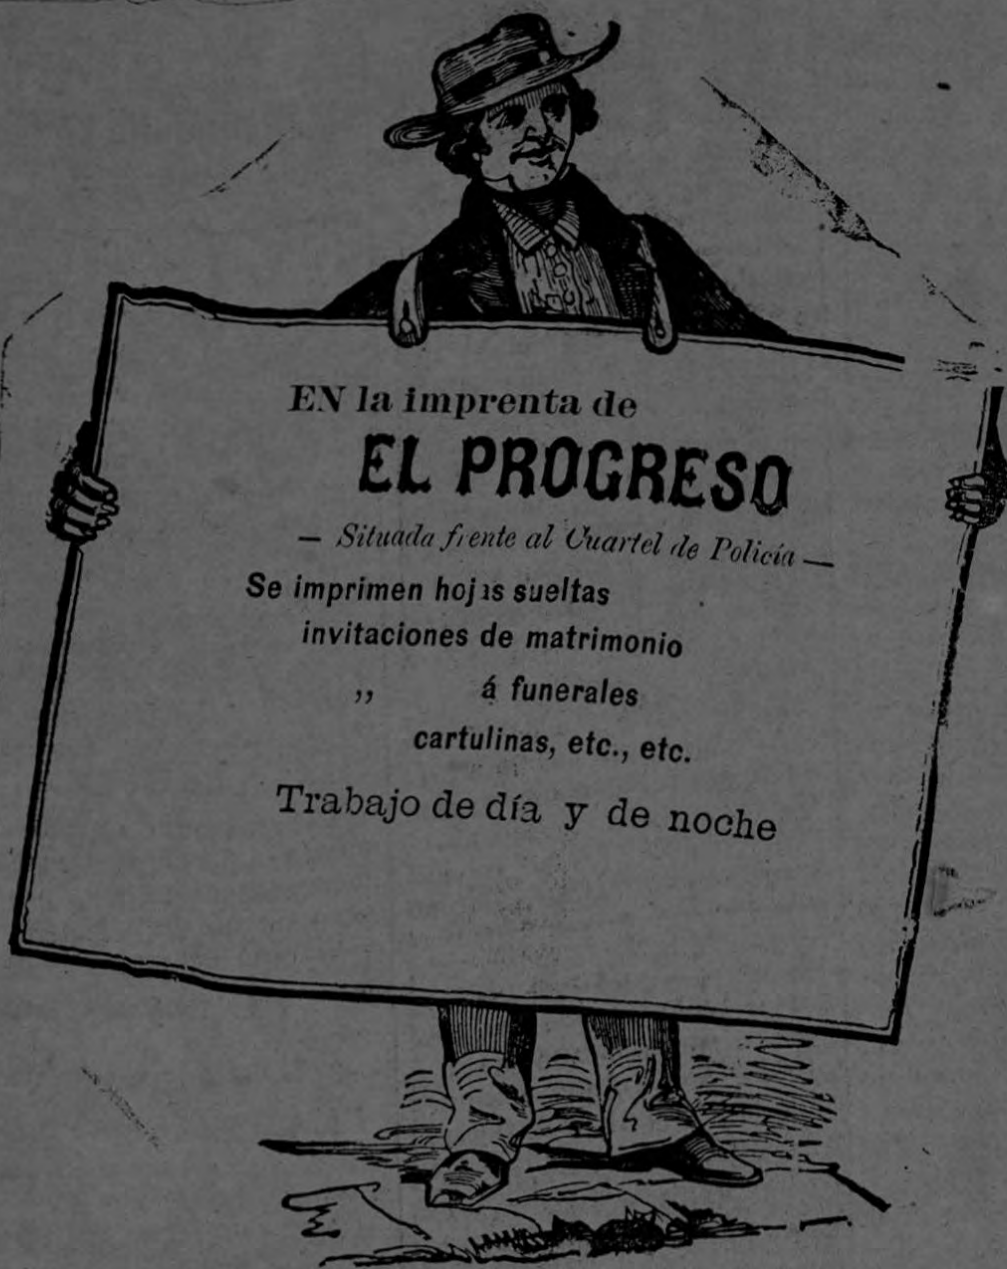 EN la imprenta de
EL PROGRESO
— Situada frente al Cuartel de Policía —
Se imprimen hojas sueltas
invitaciones de matrimonio
,, á funerales
cartulinas, etc., etc.
Trabajo de día y de noche